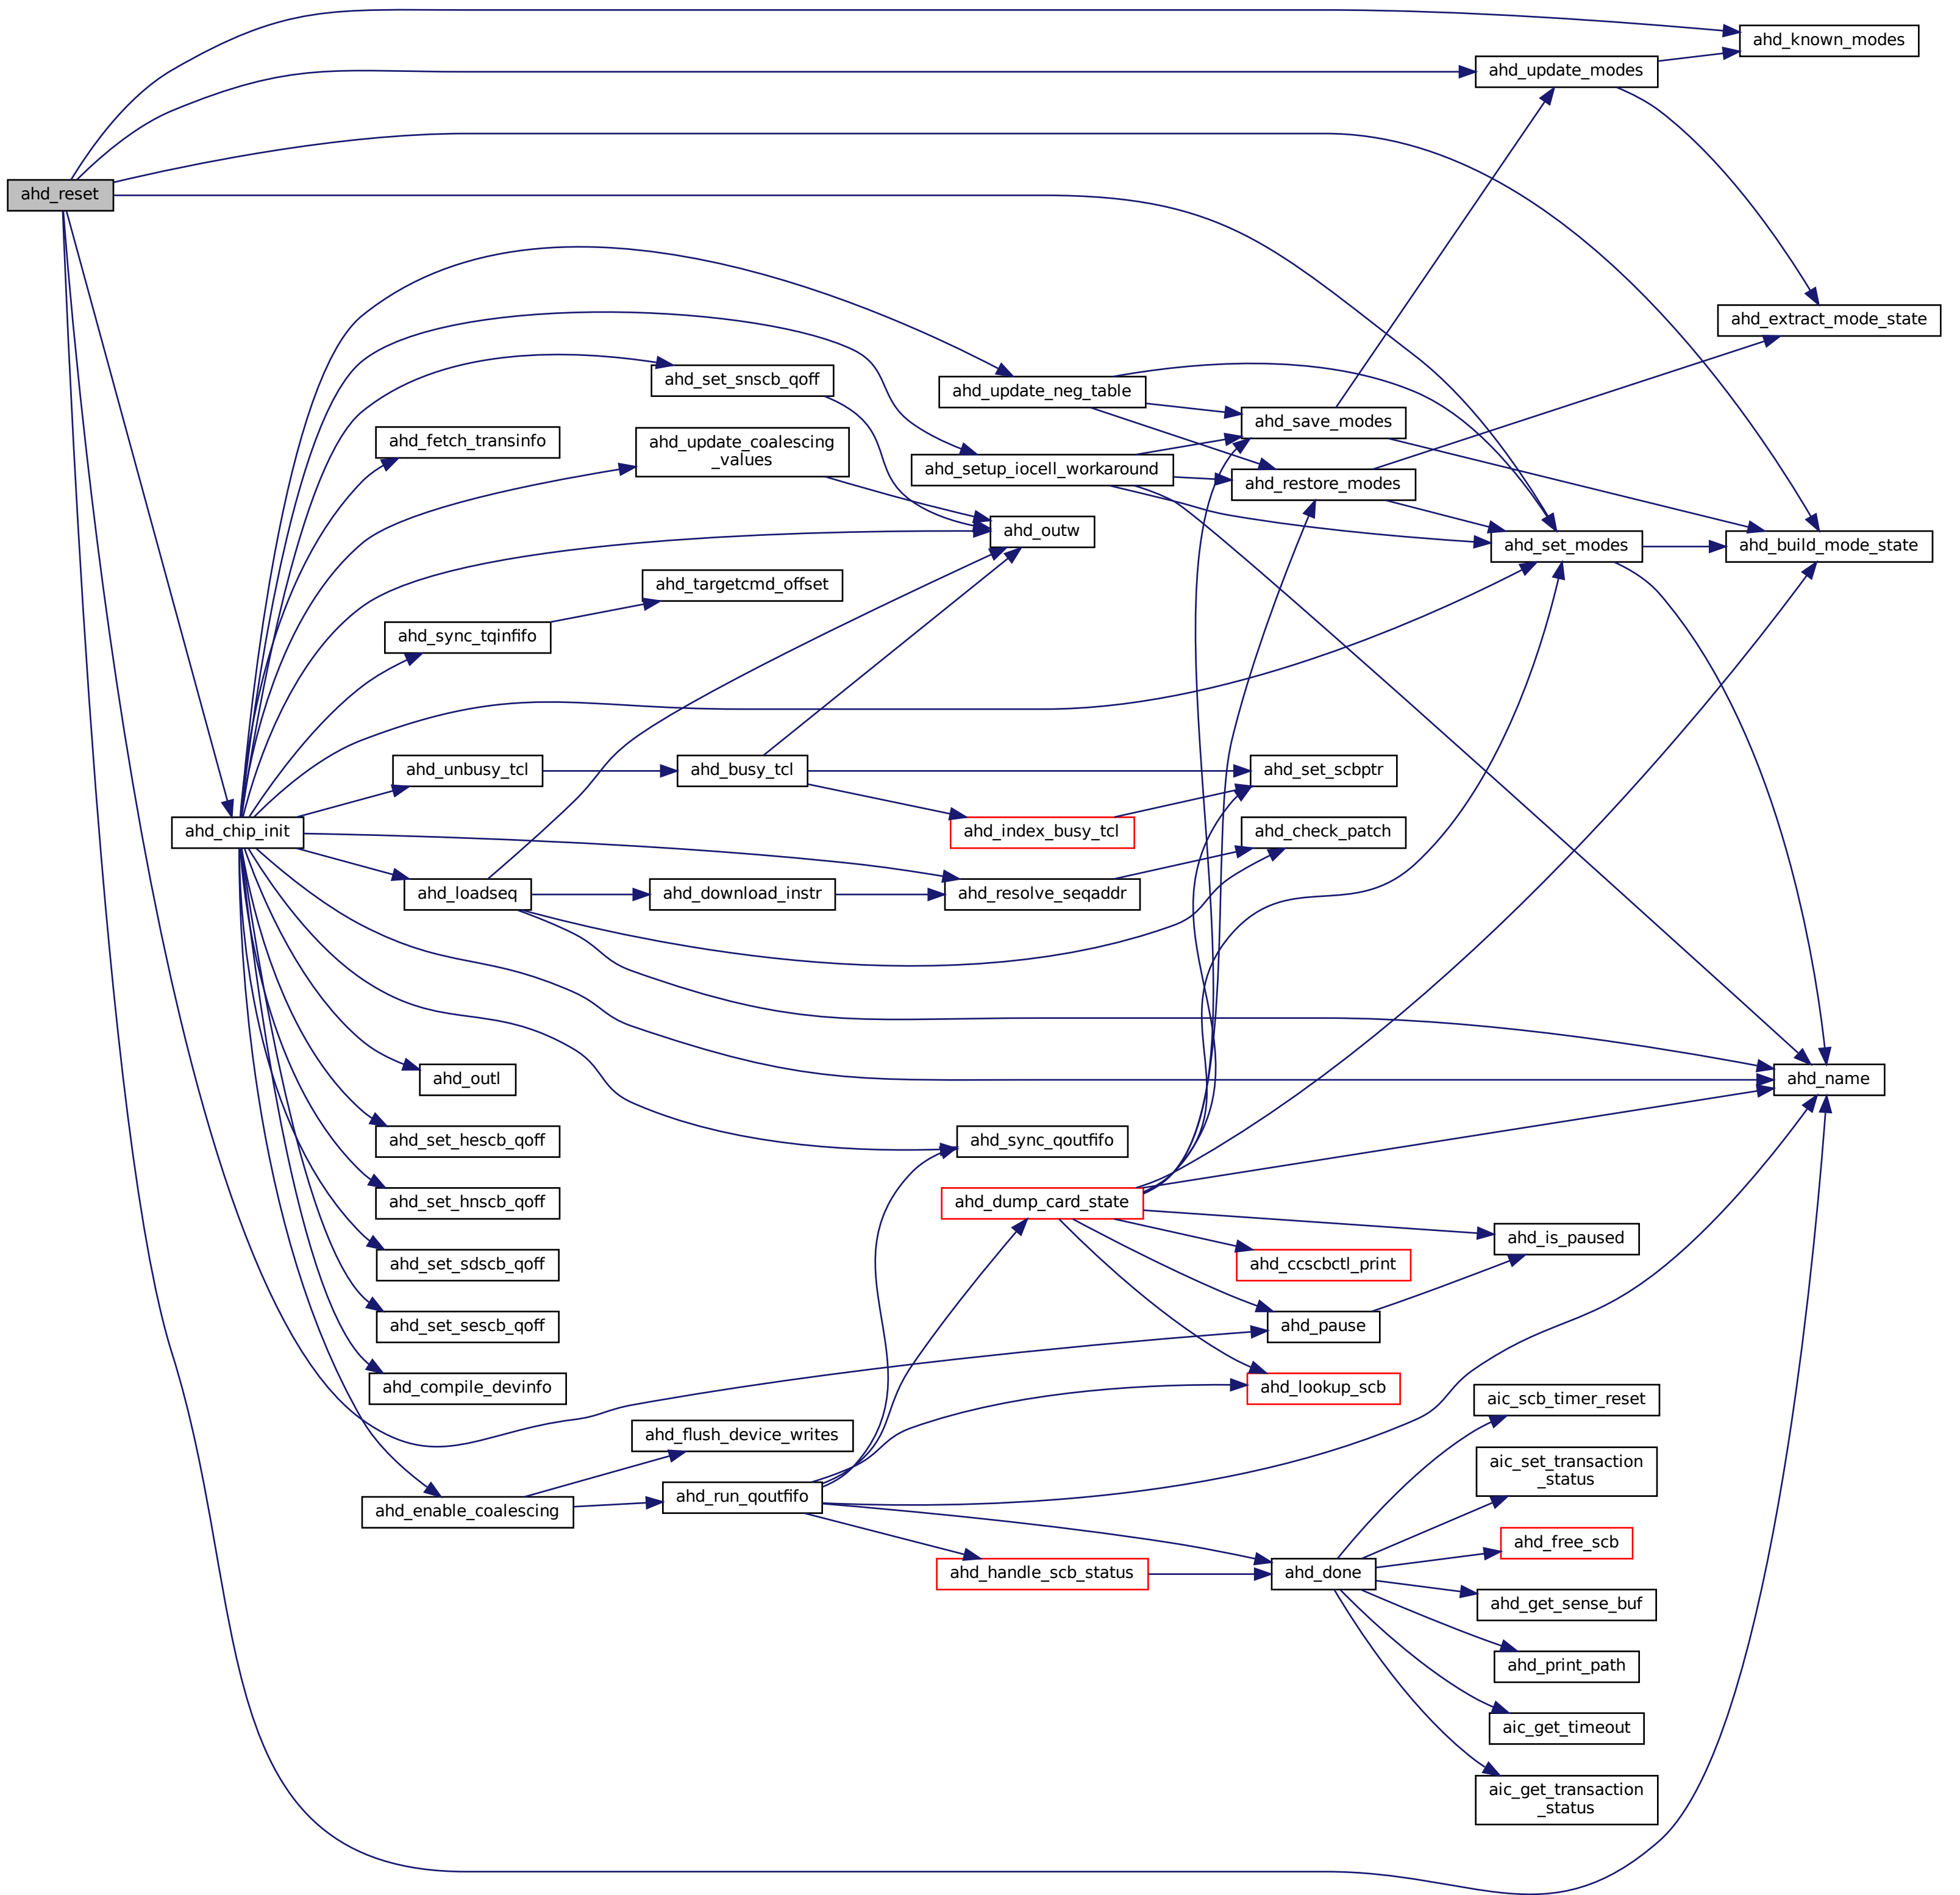 ahd_reset
ahd_known_modes
ahd_update_modes
ahd_extract_mode_state
ahd_set_snscb_qoff
ahd_update_neg_table
ahd_save_modes
ahd_fetch_transinfo
ahd_update_coalescing
_values
ahd_setup_iocell_workaround
ahd_restore_modes
ahd_outw
ahd_set_modes
ahd_build_mode_state
ahd_targetcmd_offset
ahd_sync_tqinfifo
ahd_unbusy_tcl
ahd_busy_tcl
ahd_set_scbptr
ahd_chip_init
ahd_index_busy_tcl
ahd_check_patch
ahd_loadseq
ahd_download_instr
ahd_resolve_seqaddr
ahd_outl
ahd_name
ahd_set_hescb_qoff
ahd_sync_qoutfifo
ahd_set_hnscb_qoff
ahd_dump_card_state
ahd_is_paused
ahd_set_sdscb_qoff
ahd_ccscbctl_print
ahd_set_sescb_qoff
ahd_pause
ahd_compile_devinfo
ahd_lookup_scb
aic_scb_timer_reset
ahd_flush_device_writes
aic_set_transaction
_status
ahd_enable_coalescing
ahd_run_qoutfifo
ahd_free_scb
ahd_handle_scb_status
ahd_done
ahd_get_sense_buf
ahd_print_path
aic_get_timeout
aic_get_transaction
_status